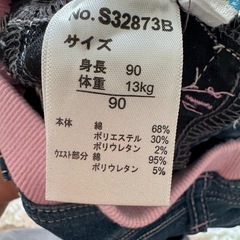 No.S32873B
サイズ
身長 90
体重 13kg
90
本体 綿 68%
ポリエステル 30%
ポリウレタン 2%
ウエスト部分 綿 95%
ポリウレタン 5%